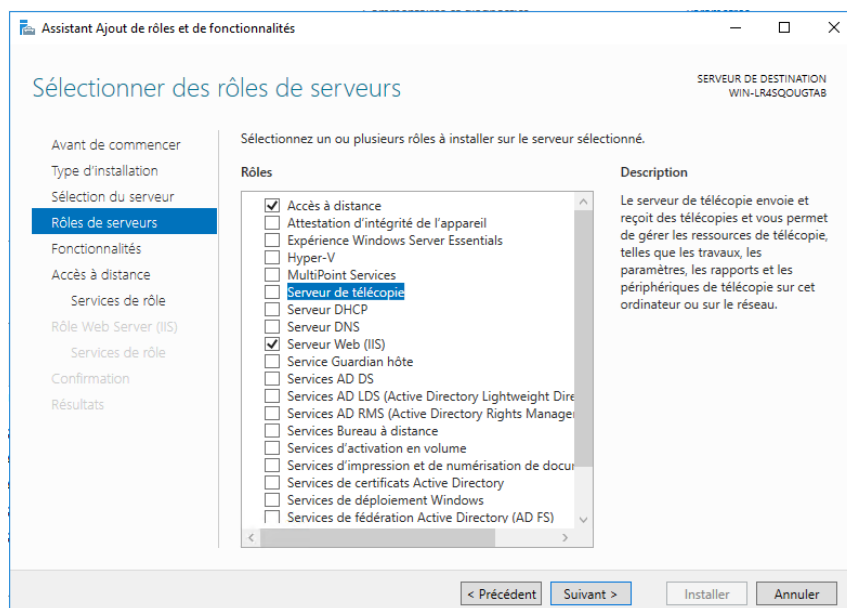 Assistant Ajout de rôles et de fonctionnalités
Sélectionner des rôles de serveurs
SERVEUR DE DESTINATION
WIN-LR4SQOUGTAB
Avant de commencer
Type d'installation
Sélection du serveur
Rôles de serveurs
Fonctionnalités
Accès à distance
Services de rôle
Rôle Web Server (IIS)
Services de rôle
Confirmation
Résultats
Sélectionnez un ou plusieurs rôles à installer sur le serveur sélectionné.
Rôles
Accès à distance
Attestation d'intégrité de l'appareil
Expérience Windows Server Essentials
Hyper-V
MultiPoint Services
Serveur de télécopie
Serveur DHCP
Serveur DNS
Serveur Web (IIS)
Service Guardian hôte
Services AD DS
Services AD LDS (Active Directory Lightweight Dire
Services AD RMS (Active Directory Rights Manage
Services Bureau à distance
Services d'activation en volume
Services d'impression et de numérisation de docu
Services de certificats Active Directory
Services de déploiement Windows
Services de fédération Active Directory (AD FS)
Description
Le serveur de télécopie envoie et
reçoit des télécopies et vous permet
de gérer les ressources de télécopie,
telles que les travaux, les
paramètres, les rapports et les
périphériques de télécopie sur cet
ordinateur ou sur le réseau.
< Précédent
Suivant >
Installer
Annuler